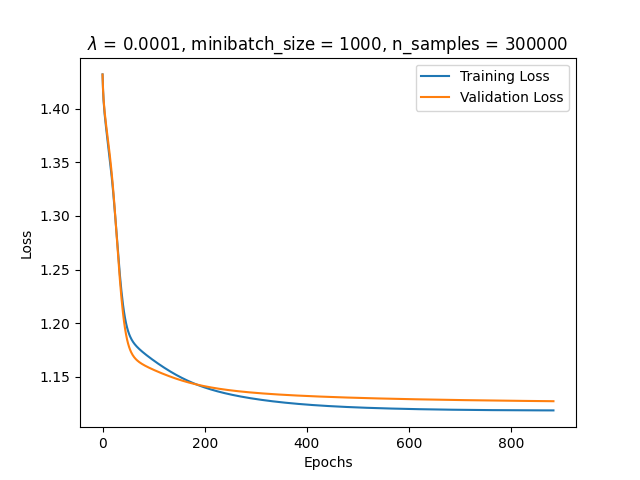 λ = 0.0001, minibatch_size = 1000, n_samples = 300000
Training Loss
Validation Loss
1.40
1.35
1.30
1.25
1.20
1.15
Loss
0 200 400 600 800
Epochs